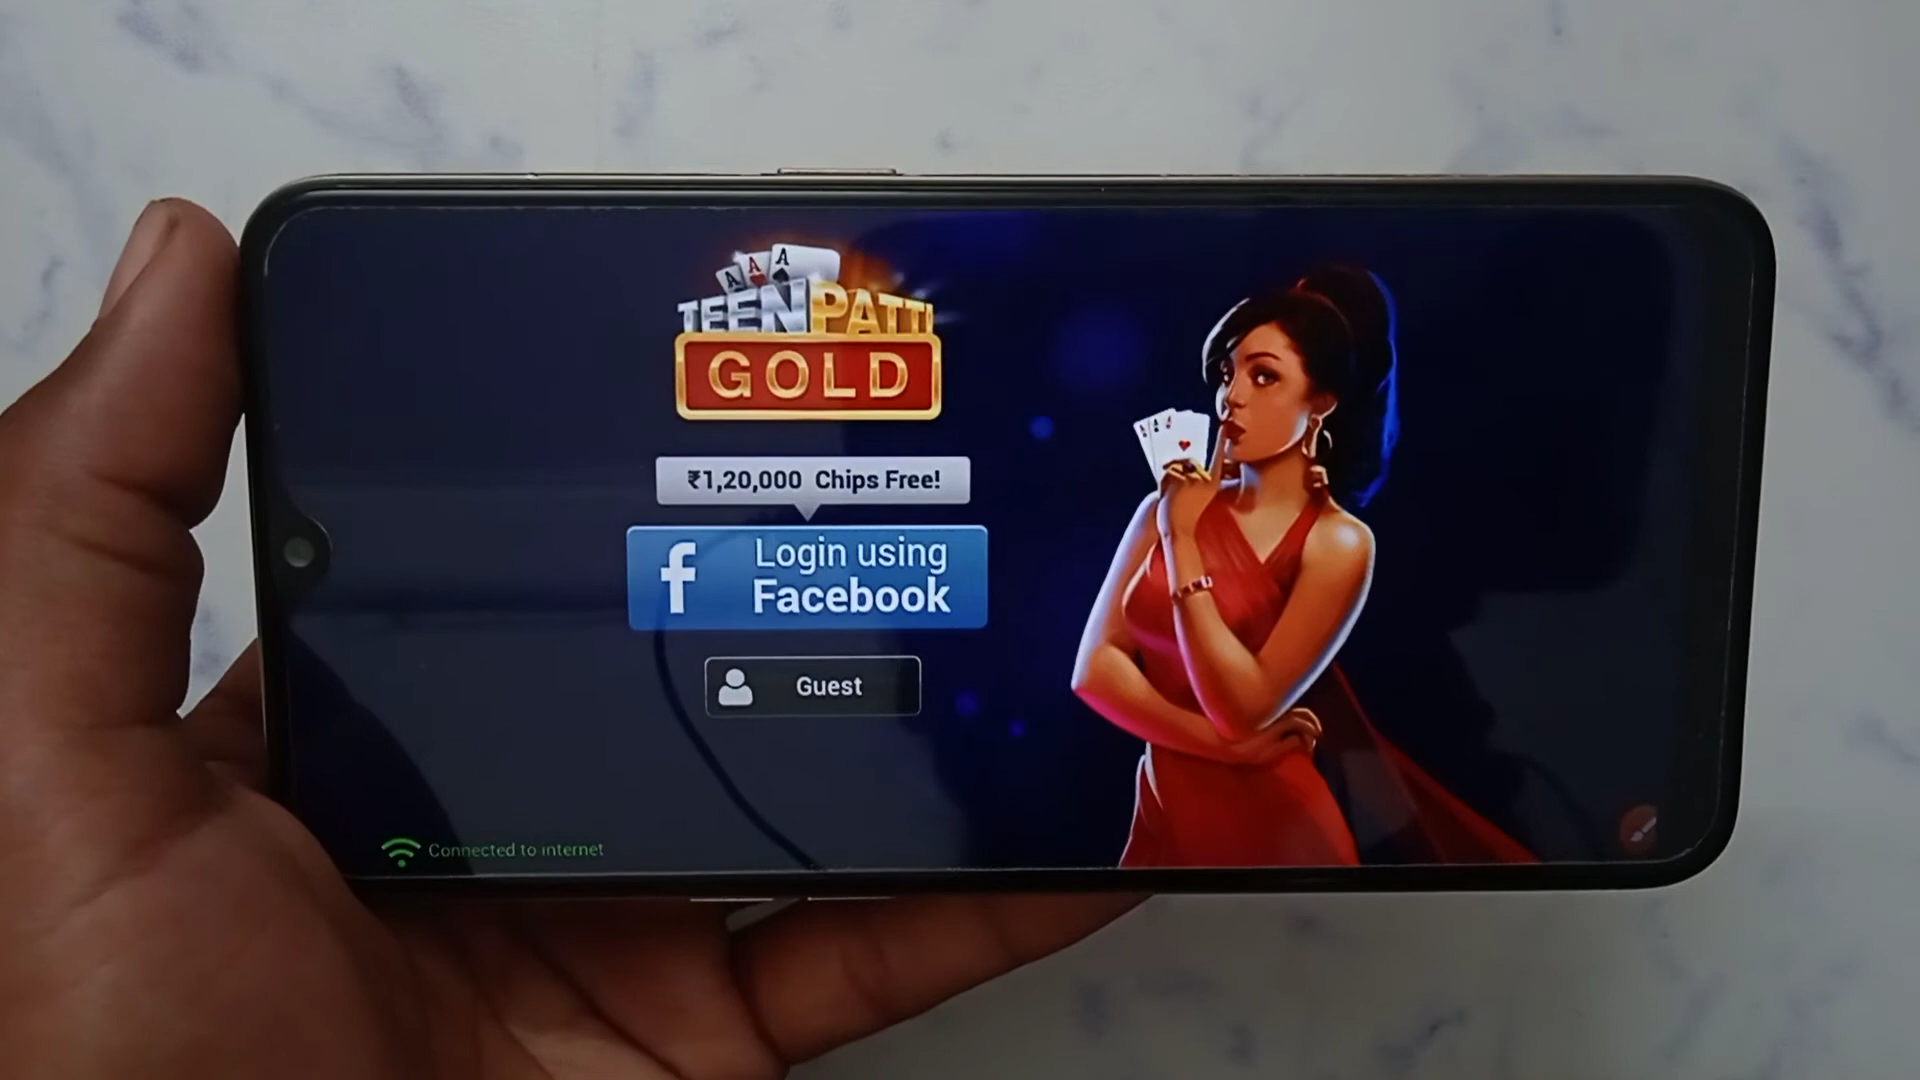 A A A
TEEN PATTI
GOLD
₹1,20,000 Chips Free!
f Login using
Facebook
Guest
Connected to internet